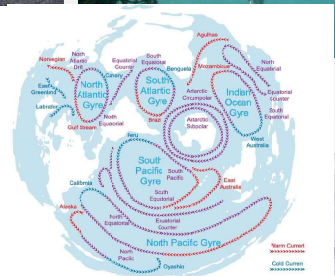 Agulhas
Norwegian
North
Atlantic
Drift
Equatorial
Counter
South
Equatorial
Benguela
Mozambicu
North
Equatorial
East
Greenland
Canary
Labrador
North
Atlantic
Gyre
South
Atlantic
Gyre
Antarctic
Circumpolar
Indian
Ocean
Gyre
Equatorial
counter
South
Equatorial
Gulf Stream
North
Equatorial
Brazil
Antarctic
Subpolar
Peru
West
Australia
South
Pacific
Gyre
South
Pacific
East
Australia
California
South
Equatorial
Alaska
North
Equatorial
Equatorial
Counter
North Pacific Gyre
North
Pacific
Oyashio
Warm Current
Cold Curren